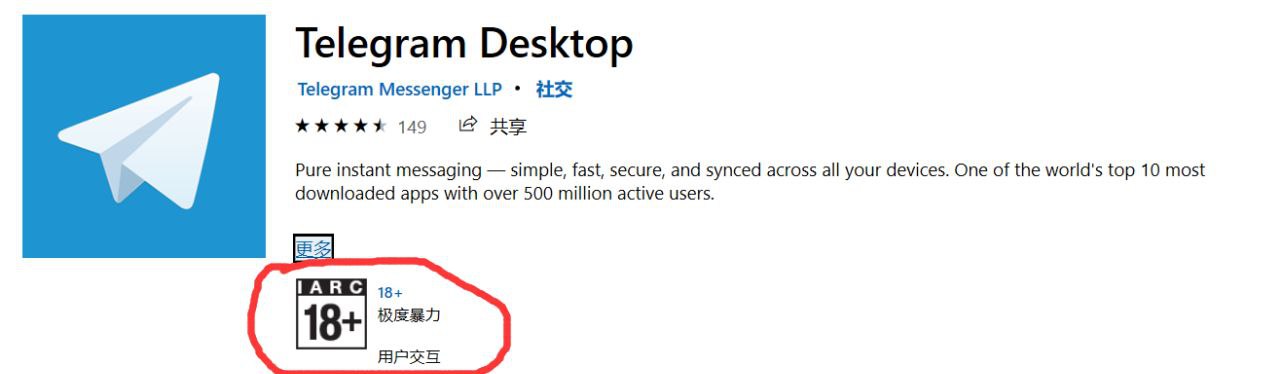 Telegram Desktop
Telegram Messenger LLP • 社交
149 共享
Pure instant messaging — simple, fast, secure, and synced across all your devices. One of the world's top 10 most
downloaded apps with over 500 million active users.
更多
IARC
18+
18+
极度暴力
用户交互